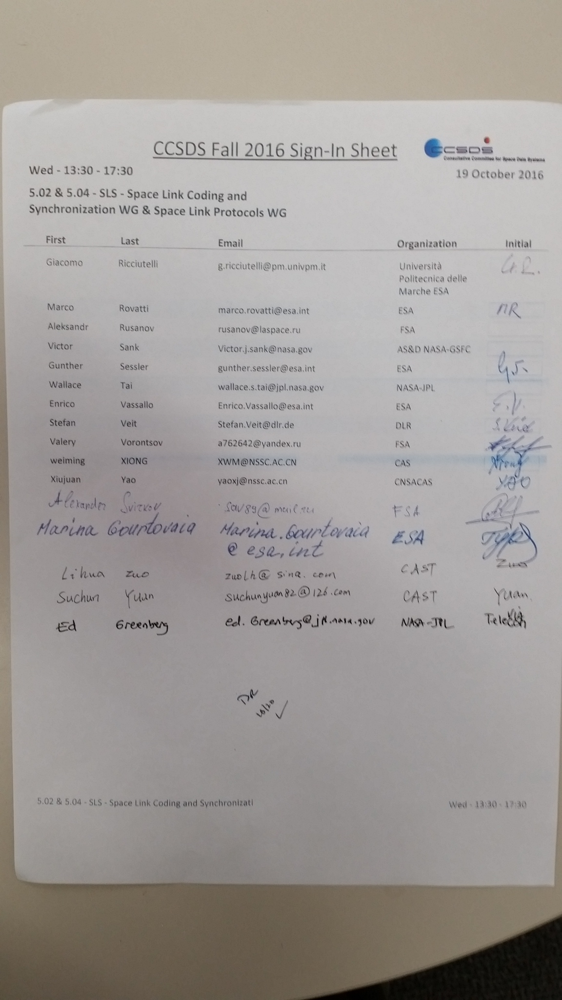 CCSDS Fall 2016 Sign-In Sheet
CCSDS
Consultative Committee for Space Data Systems
Wed - 13:30 - 17:30 19 October 2016
5.02 & 5.04 - SLS - Space Link Coding and
Synchronization WG & Space Link Protocols WG
First Last Email Organization Initial
Giacomo Ricciutelli g.ricciutelli@pm.univpm.it Università G.R.
Politecnica delle
Marche ESA
Marco Rovatti marco.rovatti@esa.int ESA MR
Aleksandr Rusanov rusanov@laspace.ru FSA
Victor Sank Victor.j.sank@nasa.gov AS&D NASA-GSFC
Gunther Sessler gunther.sessler@esa.int ESA G.S.
Wallace Tai wallace.s.tai@jpl.nasa.gov NASA-JPL
Enrico Vassallo Enrico.Vassallo@esa.int ESA E.V.
Stefan Veit Stefan.Veit@dlr.de DLR S.Veit
Valery Vorontsov a762642@yandex.ru FSA
weiming XIONG XWM@NSSC.AC.CN CAS Xiong
Xiujuan Yao yaoxj@nssc.ac.cn CNSACAS YAO
Alexander sav89@mail.ru FSA
Marina Gourtovaia Marina.Gourtovaia ESA
@ esa.int
Lihua zuo zuolh@sina.com CAST zuo
Suchun Yuan suchunyuan82@126.com CAST Yuan.
Ed Greenberg ed.Greenberg@jpl.nasa.gov NASA-JPL Via
Telecon
DR
10/20
5.02 & 5.04 - SLS - Space Link Coding and Synchronizati Wed - 13:30 - 17:30